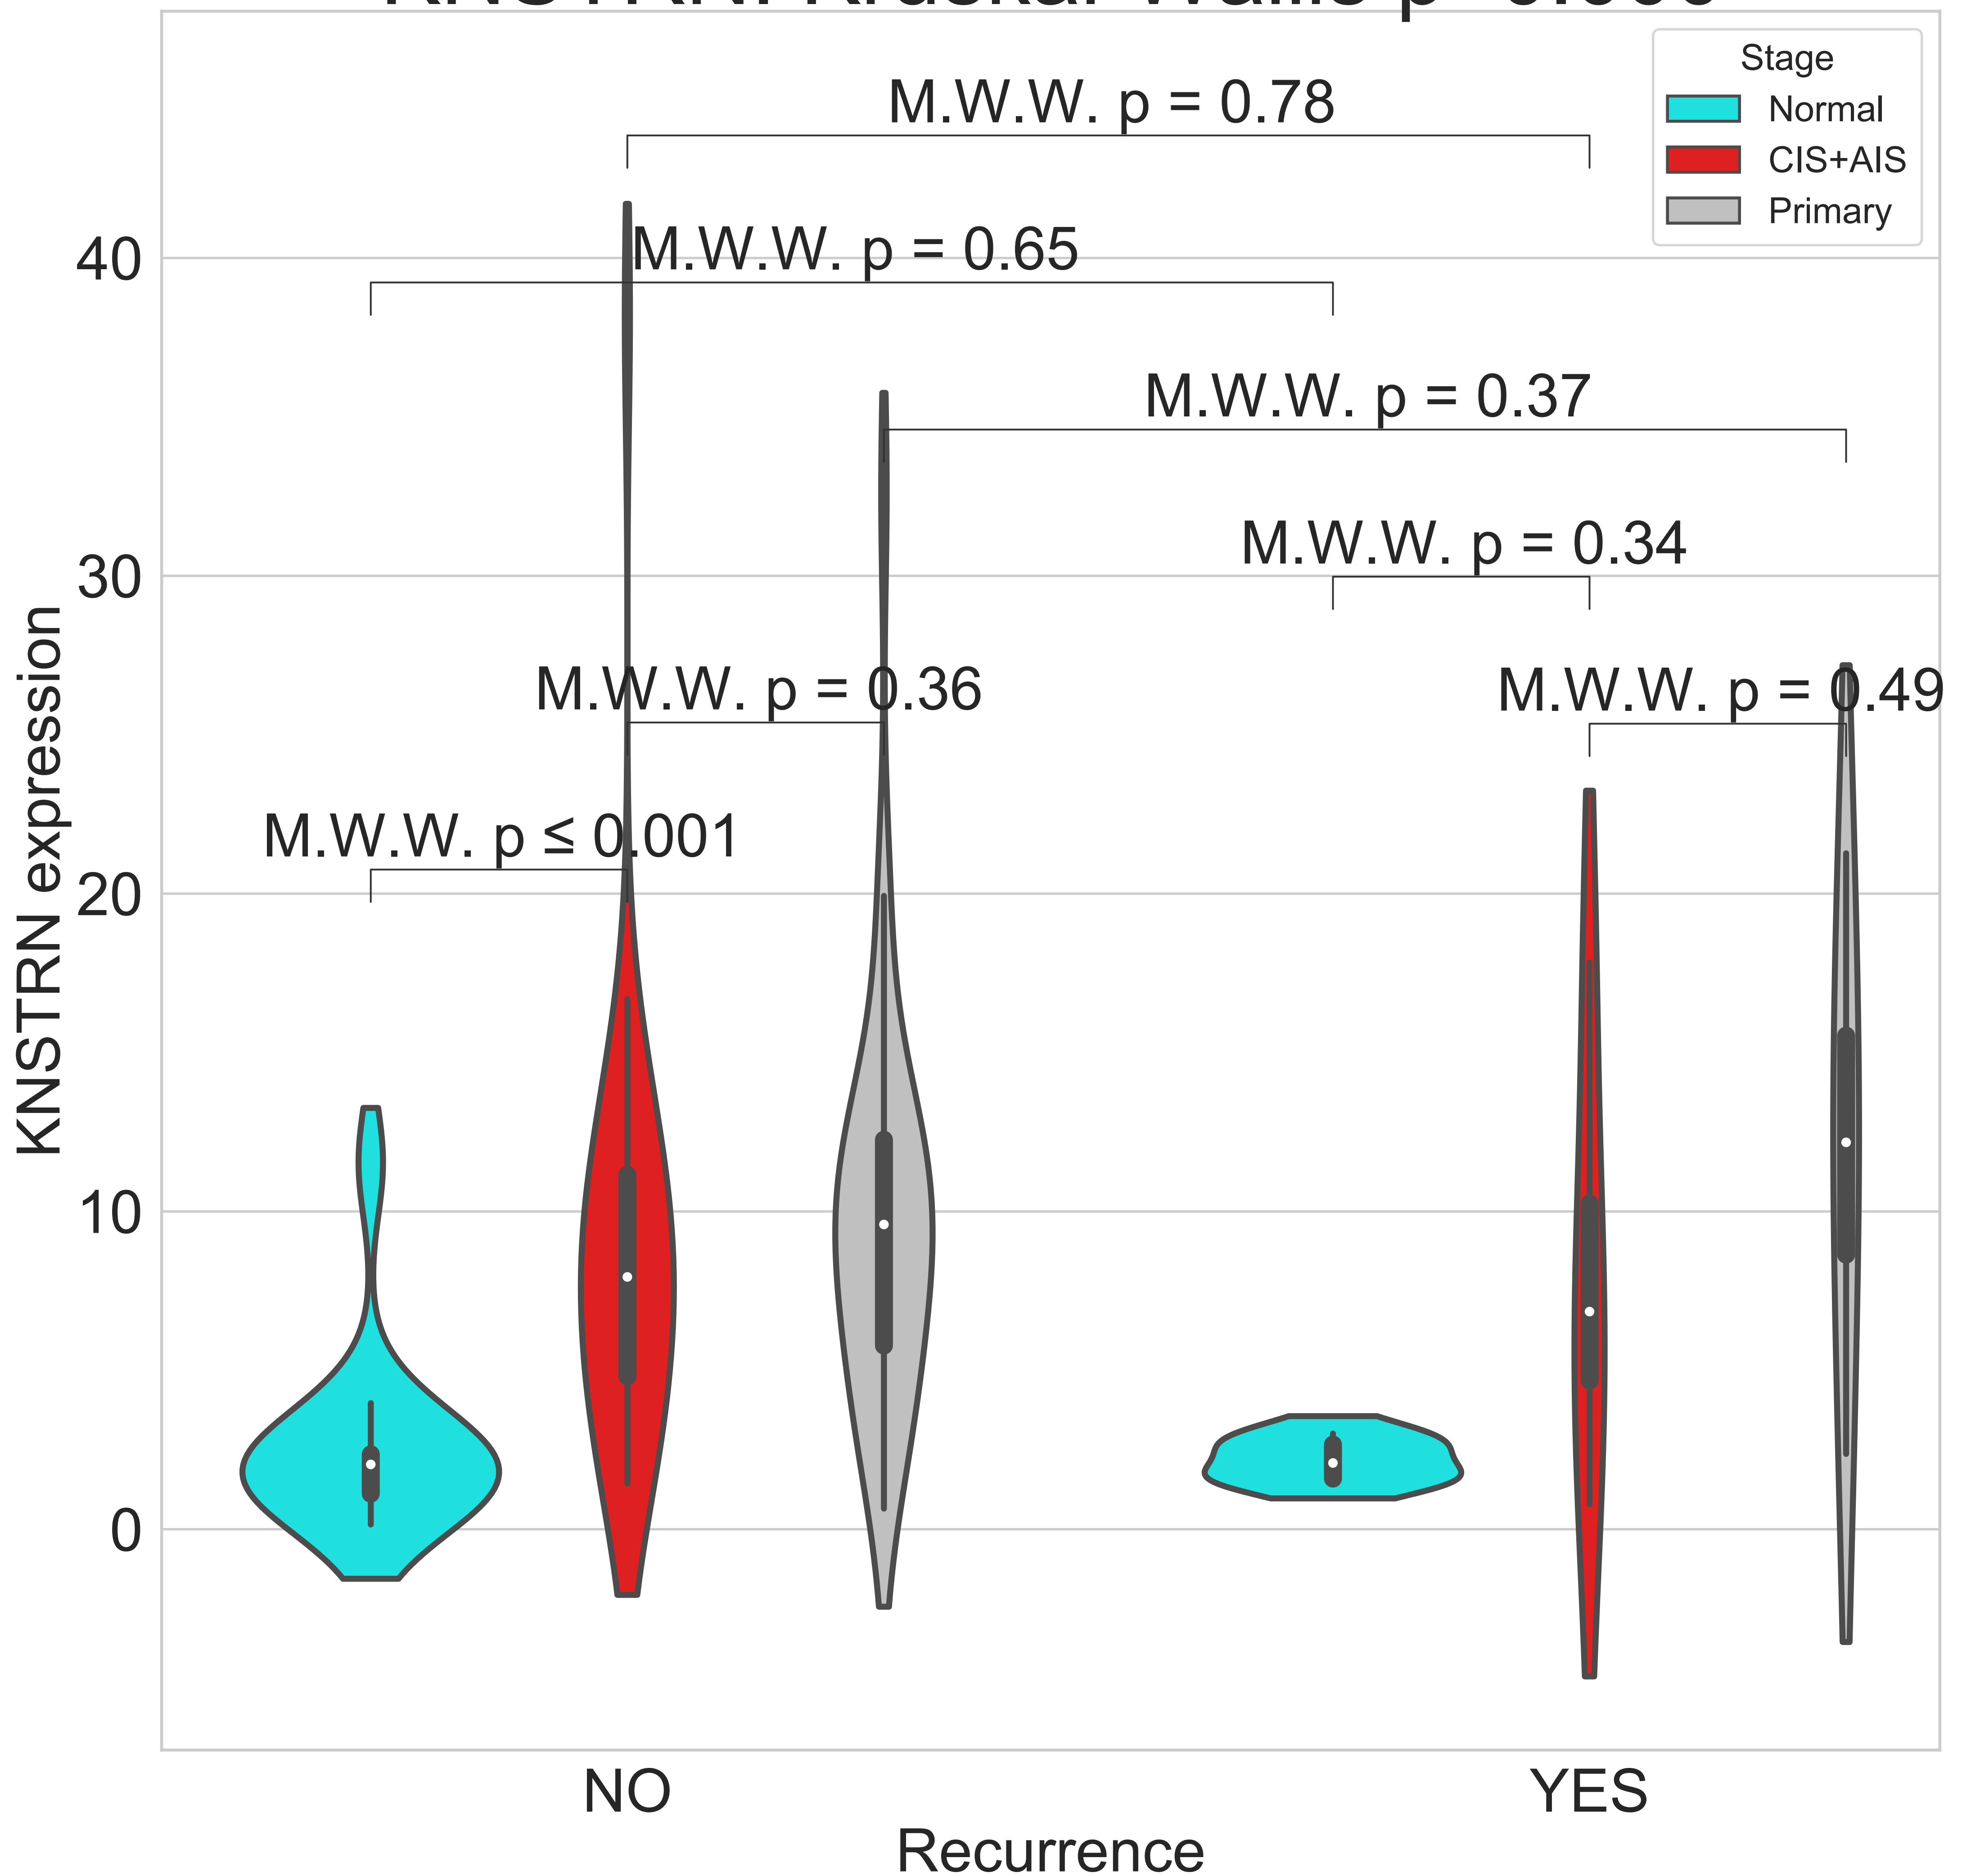 Stage
Normal
CIS+AIS
Primary
M.W.W. p = 0.78
M.W.W. p = 0.65
M.W.W. p = 0.37
M.W.W. p = 0.34
M.W.W. p = 0.36
M.W.W. p = 0.49
M.W.W. p ≤ 0.001
40
30
20
10
0
KNSTRN expression
NO
YES
Recurrence